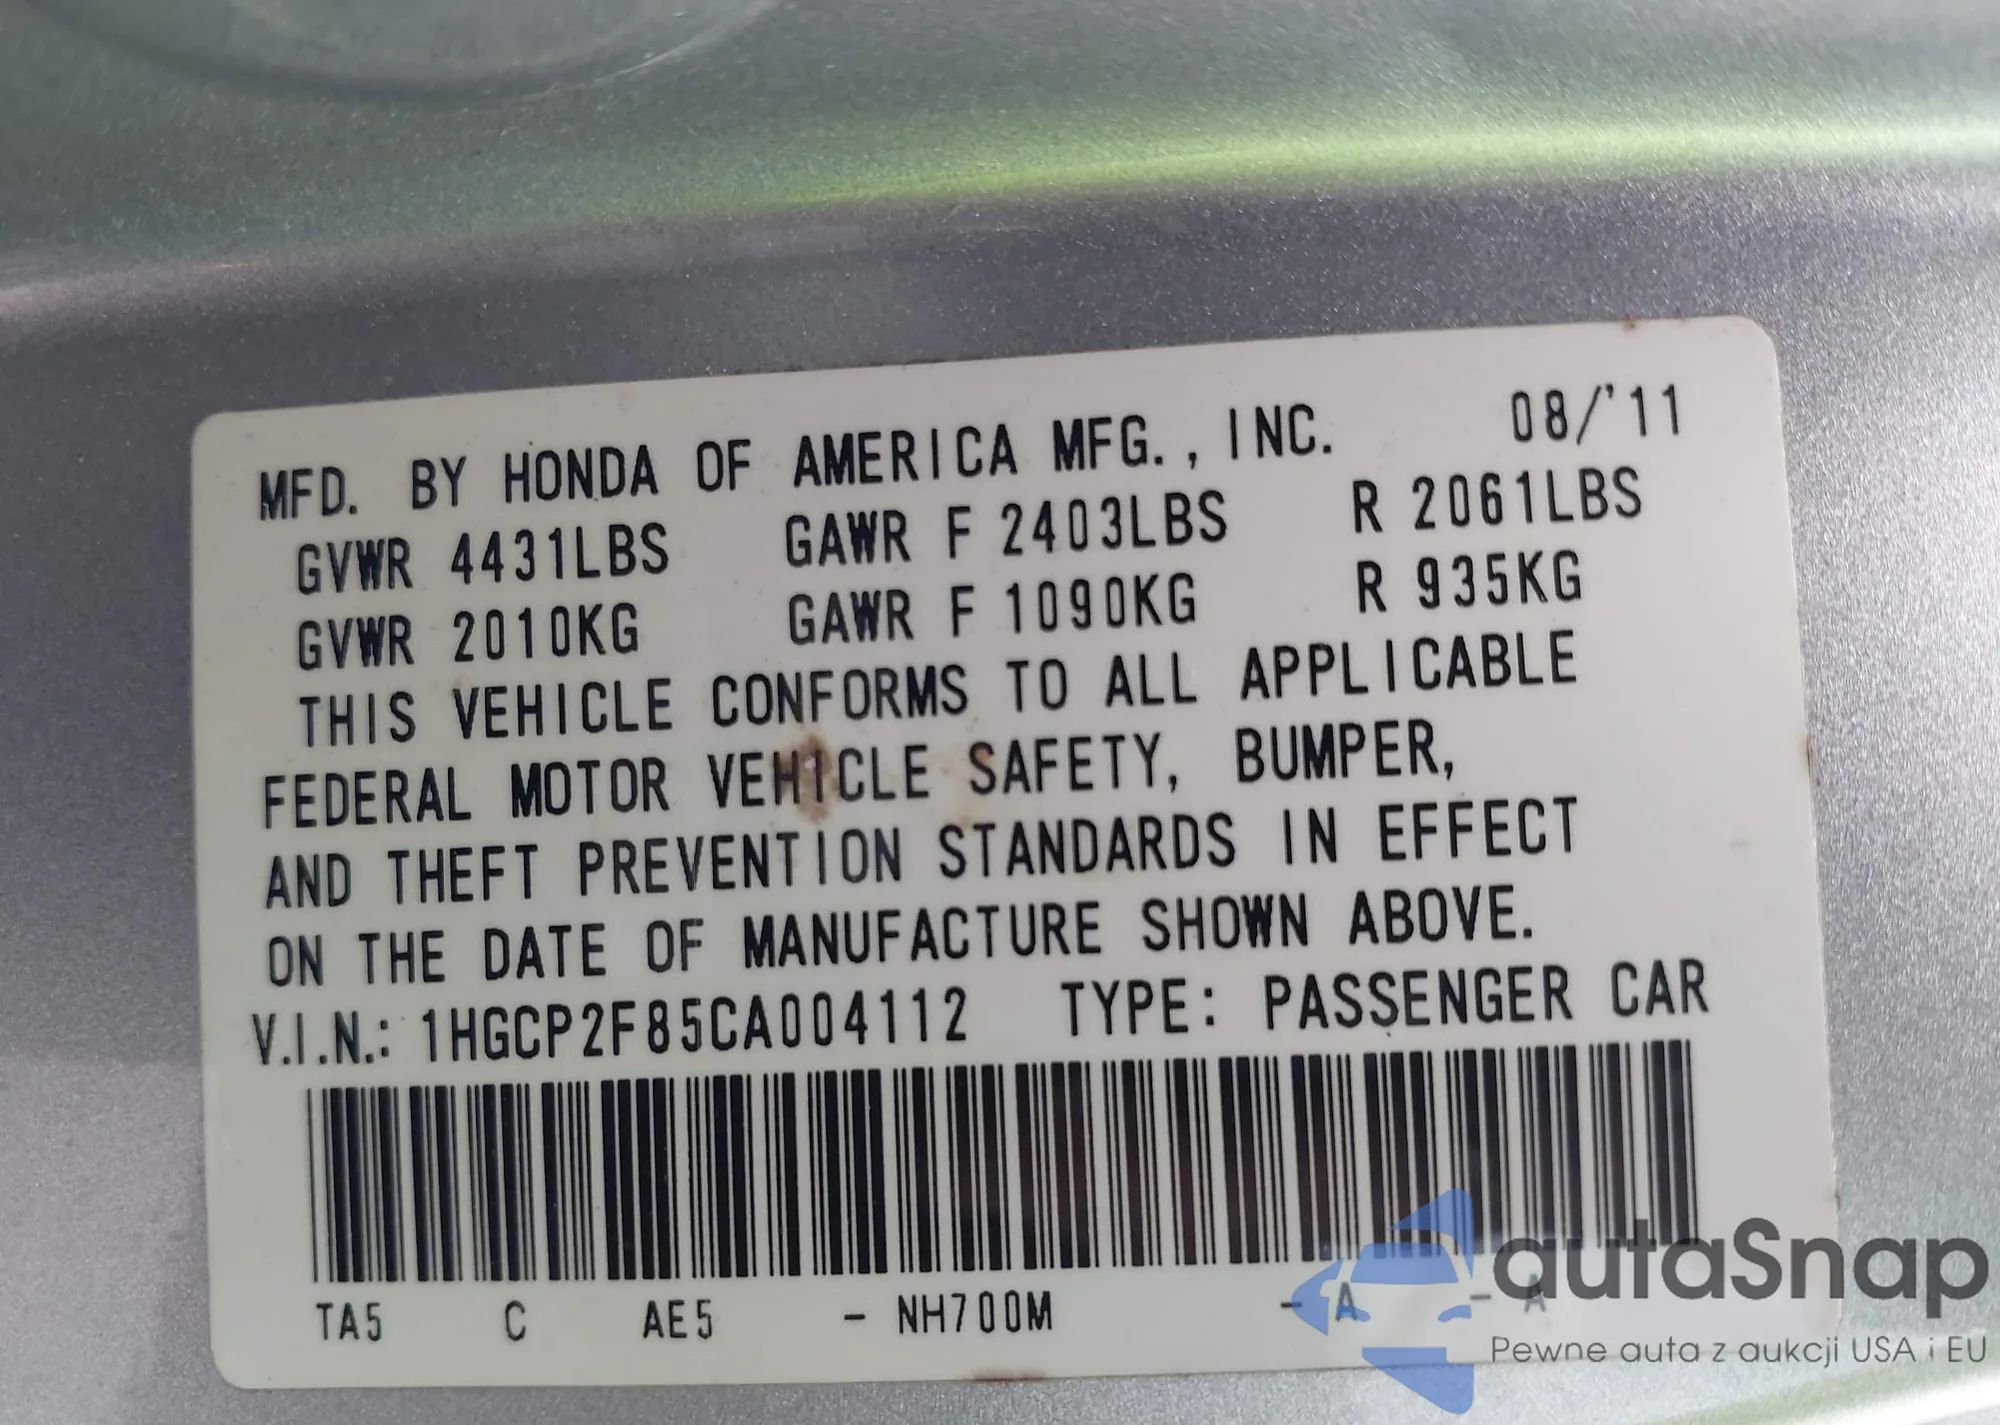 MFD. BY HONDA OF AMERICA MFG., INC. 08/'11
GVWR 4431LBS GAWR F 2403LBS R 2061LBS
GVWR 2010KG GAWR F 1090KG R 935KG
THIS VEHICLE CONFORMS TO ALL APPLICABLE
FEDERAL MOTOR VEHICLE SAFETY, BUMPER,
AND THEFT PREVENTION STANDARDS IN EFFECT
ON THE DATE OF MANUFACTURE SHOWN ABOVE.
V.I.N.: 1HGCP2F85CA004112 TYPE: PASSENGER CAR
TA5 C AE5 - NH700M - A - A
autaSnap
Pewne auta z aukcji USA i EU